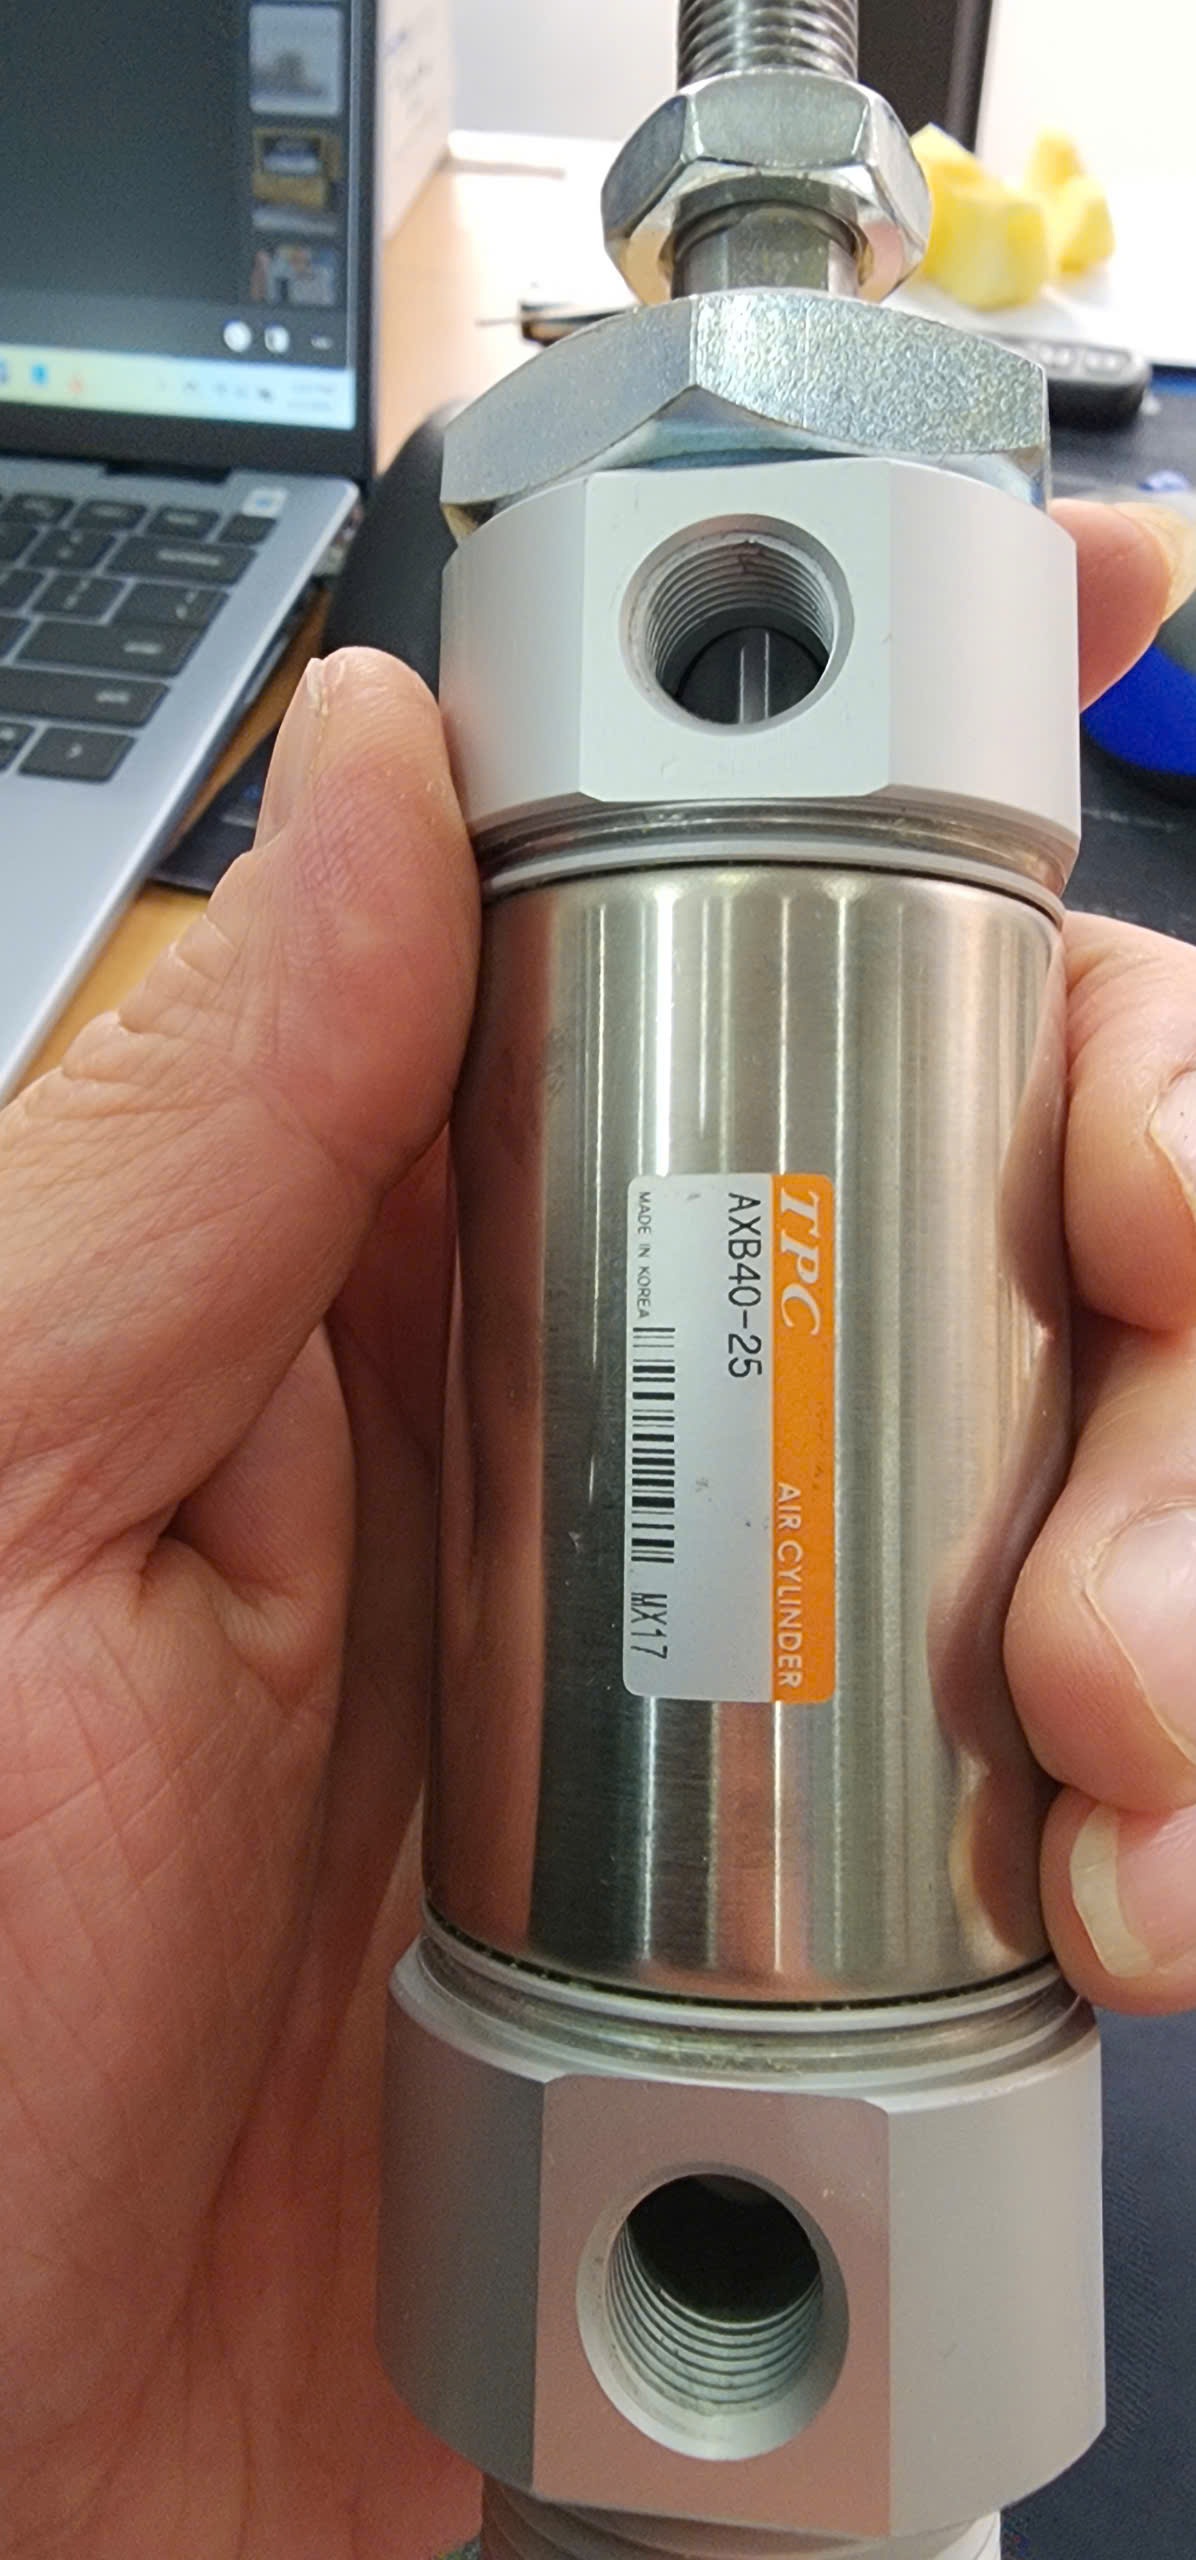 TPC AIR CYLINDER
AXB40-25
MADE IN KOREA MX17